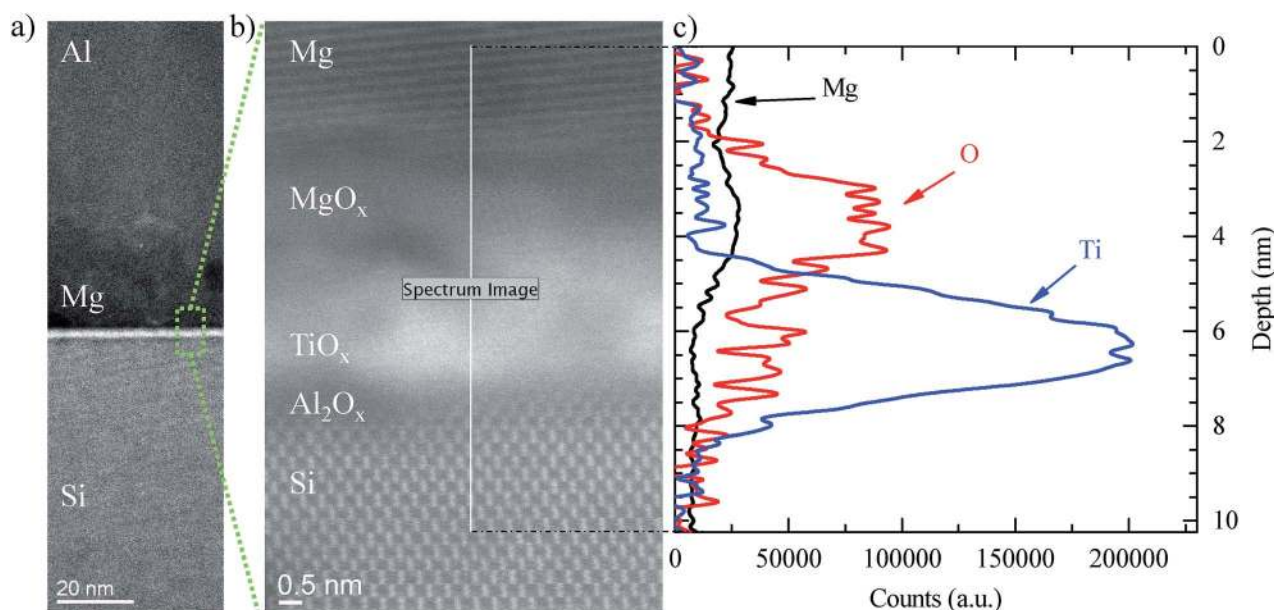 a)
Al
Mg
Si
20 nm
b)
Mg
MgOx
Spectrum Image
TiOx
Al2Ox
Si
0.5 nm
c)
Mg
O
Ti
0
2
4
6
8
10
Depth (nm)
0 50000 100000 150000 200000
Counts (a.u.)